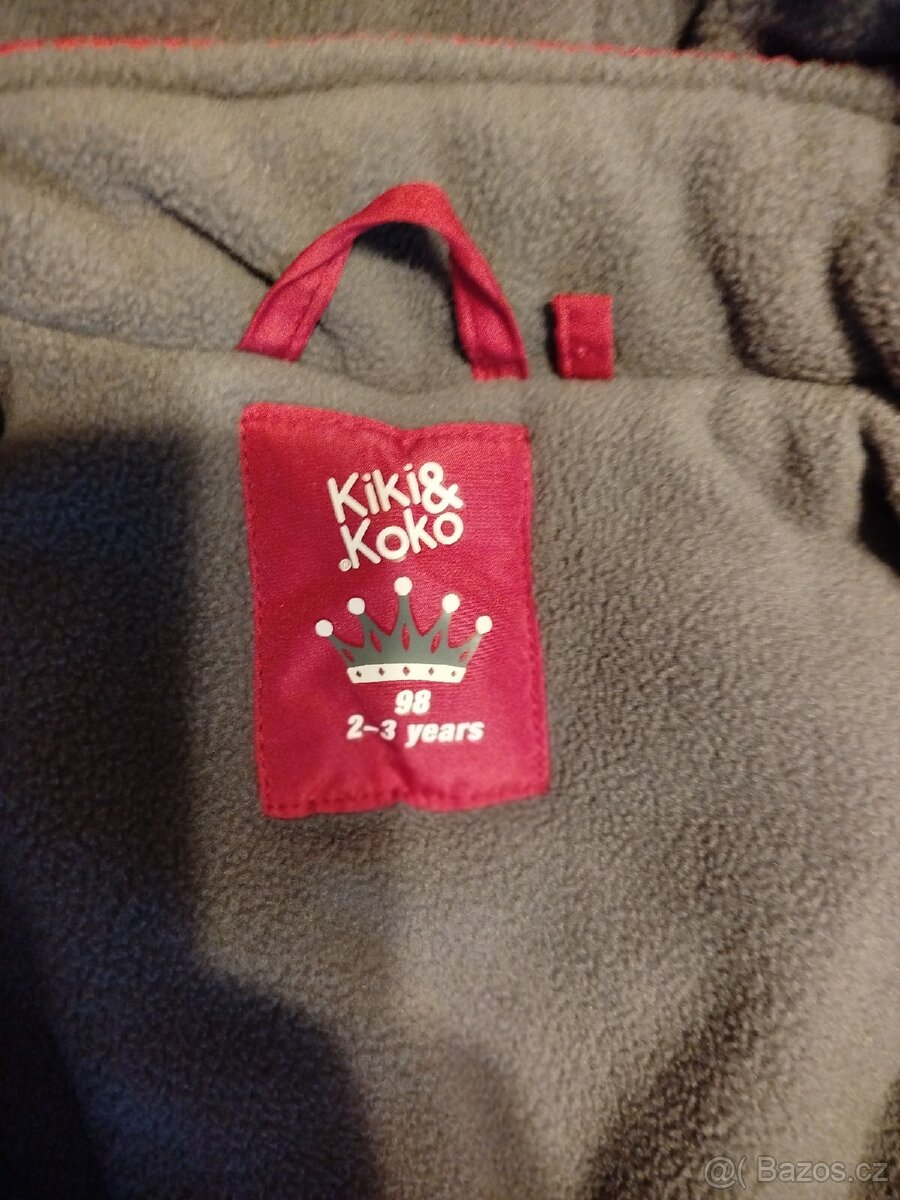 Kiki&
Koko
98
2-3 years
@( Bazos.cz